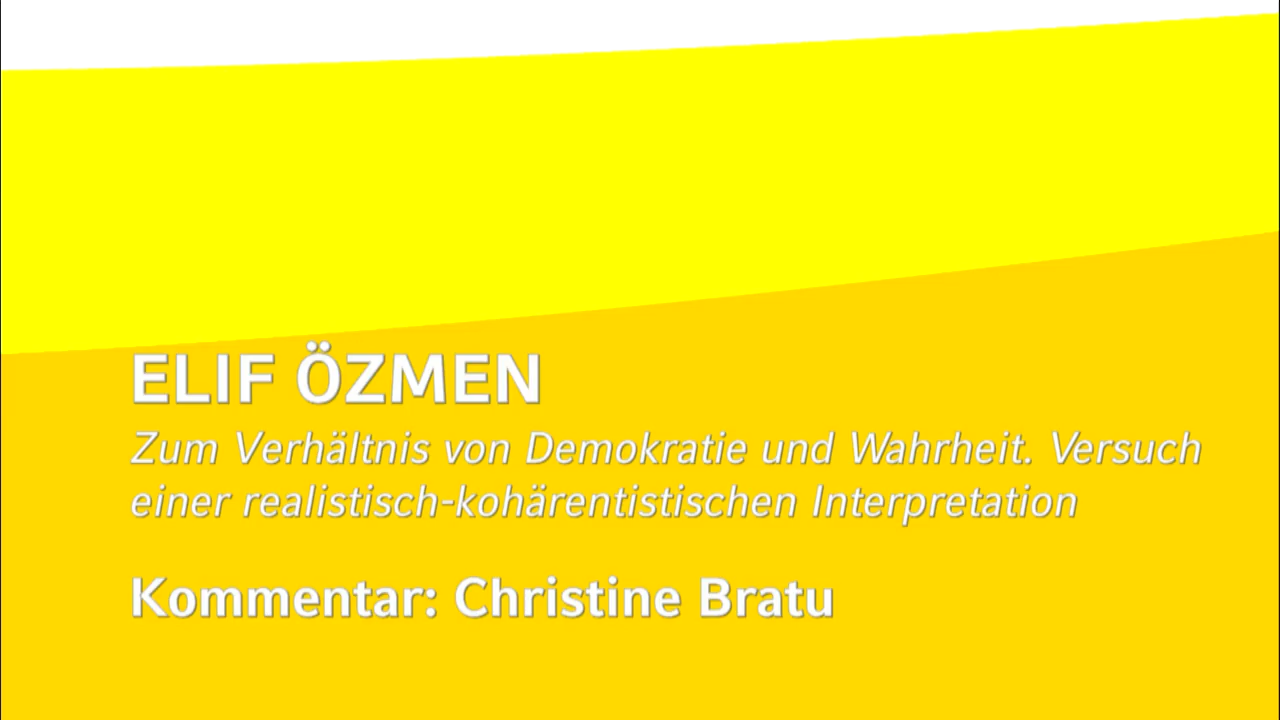 ELIF ÖZMEN
Zum Verhältnis von Demokratie und Wahrheit. Versuch
einer realistisch-kohärentistischen Interpretation
Kommentar: Christine Bratu